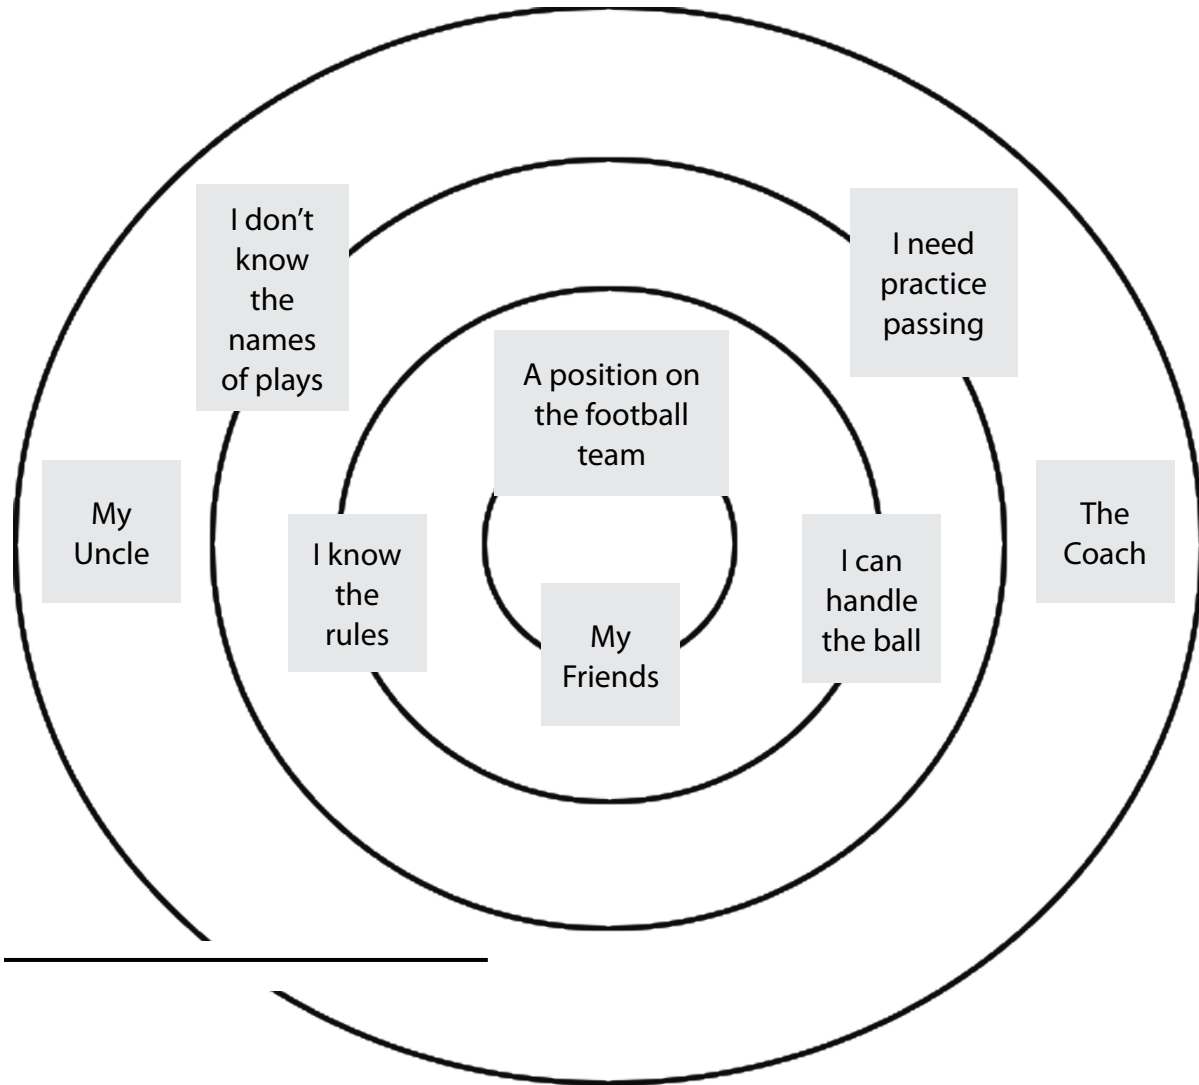 I don’t
know
the
names
of plays
I need
practice
passing
A position on
the football
team
My
Uncle
The
Coach
I know
the
rules
I can
handle
the ball
My
Friends